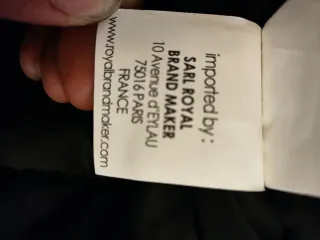 imported by :
SARL ROYAL
BRAND MAKER
10 Avenue d'EYLAU
75016 PARIS
FRANCE
www.royalbrandmaker.com